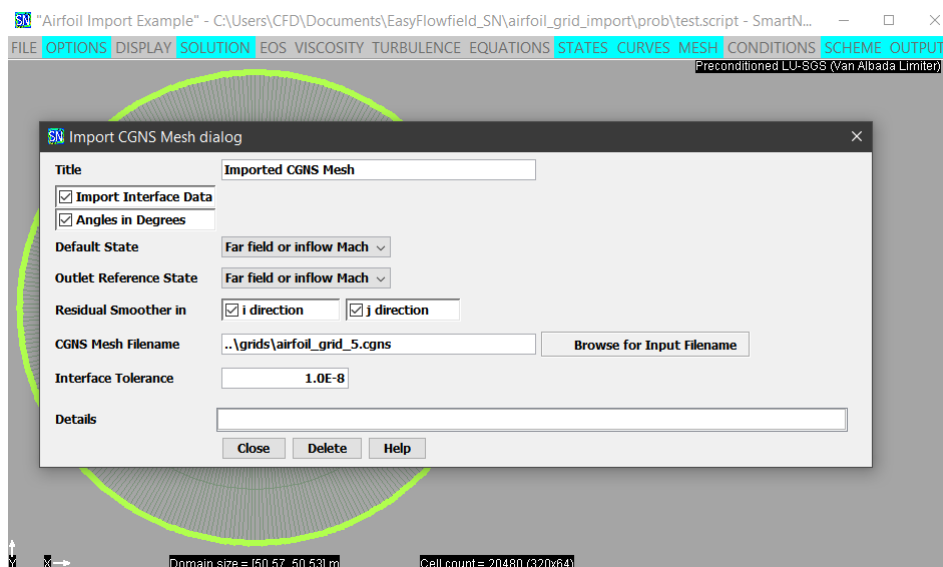 SN "Airfoil Import Example" - C:\Users\CFD\Documents\EasyFlowfield_SN\airfoil_grid_import\prob\test.script - SmartN...
FILE OPTIONS DISPLAY SOLUTION EOS VISCOSITY TURBULENCE EQUATIONS STATES CURVES MESH CONDITIONS SCHEME OUTPUT
Preconditioned LU-SGS (Van Albada Limiter)
SN Import CGNS Mesh dialog
Title Imported CGNS Mesh
Import Interface Data
Angles in Degrees
Default State Far field or inflow Mach
Outlet Reference State Far field or inflow Mach
Residual Smoother in i direction j direction
CGNS Mesh Filename ..\grids\airfoil_grid_5.cgns Browse for Input Filename
Interface Tolerance 1.0E-8
Details
Close Delete Help
Y X Domain size = [50.57, 50.53] m Cell count = 20480 (320x64)